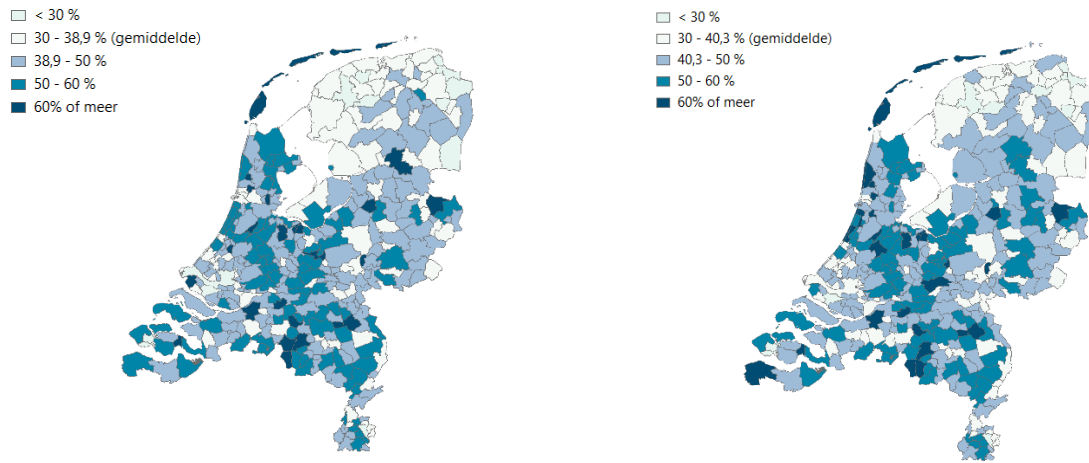 < 30 %
30 - 38,9 % (gemiddelde)
38,9 - 50 %
50 - 60 %
60% of meer
< 30 %
30 - 40,3 % (gemiddelde)
40,3 - 50 %
50 - 60 %
60% of meer